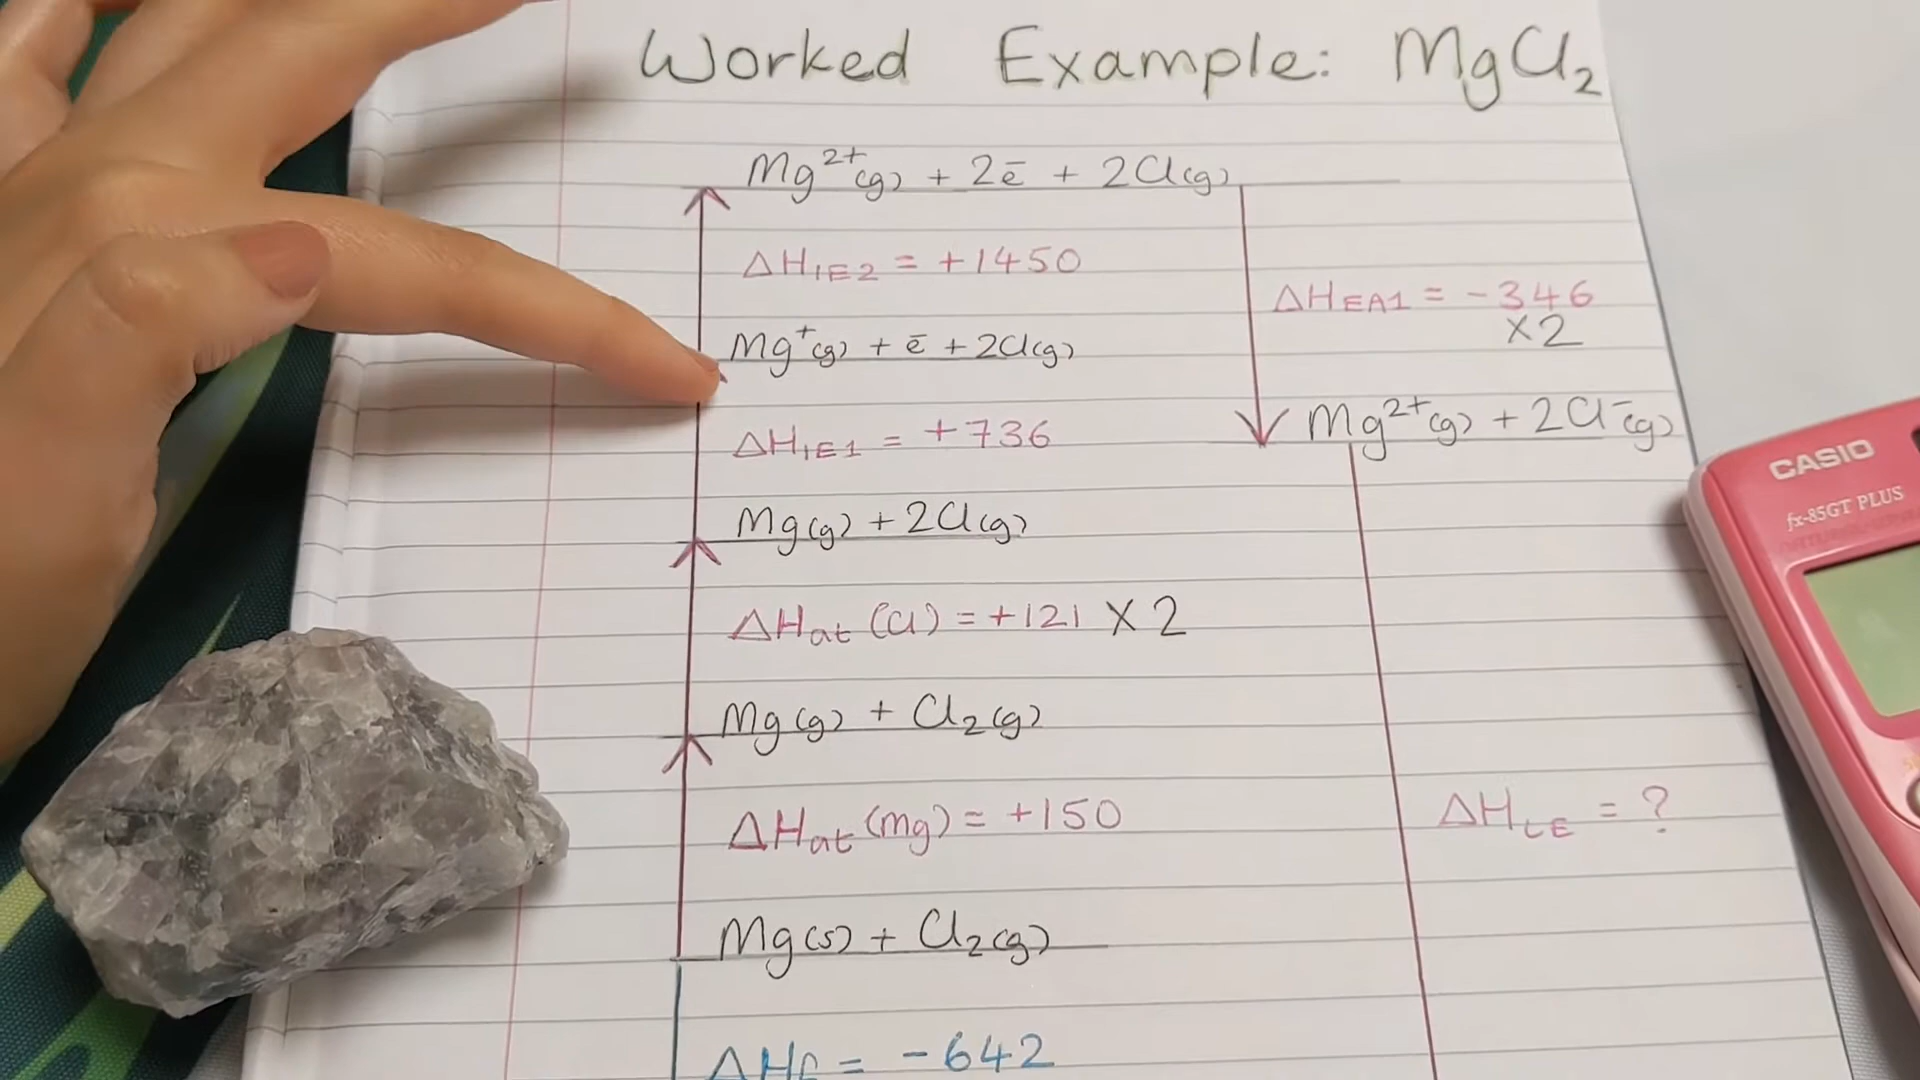 Worked Example: MgCl₂
Mg²⁺(g) + 2e⁻ + 2Cl(g)
ΔH_IE2 = +1450
ΔH_EA1 = -346
×2
Mg⁺(g) + e⁻ + 2Cl(g)
Mg²⁺(g) + 2Cl⁻(g)
ΔH_IE1 = +736
Mg(g) + 2Cl(g)
ΔH_at (Cl) = +121 × 2
Mg(g) + Cl₂(g)
ΔH_at (Mg) = +150
ΔH_LE = ?
Mg(s) + Cl₂(g)
ΔH_f = -642
CASIO
fx-85GT PLUS